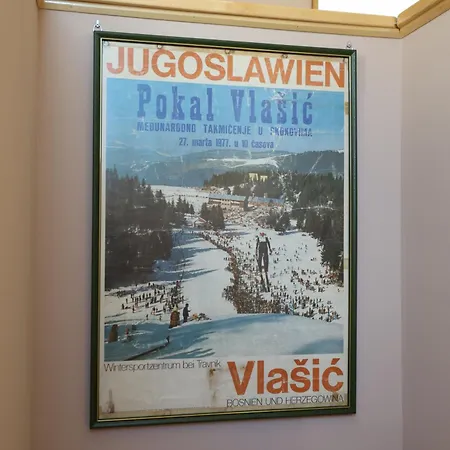 JUGOSLAWIEN
Pokal Vlašić
MEĐUNARODNO TAKMIČENJE U SKOKOVIMA
27. marta 1977. u 10 časova
Wintersportzentrum bei Travnik
Vlašić
BOSNIEN UND HERZEGOWINA